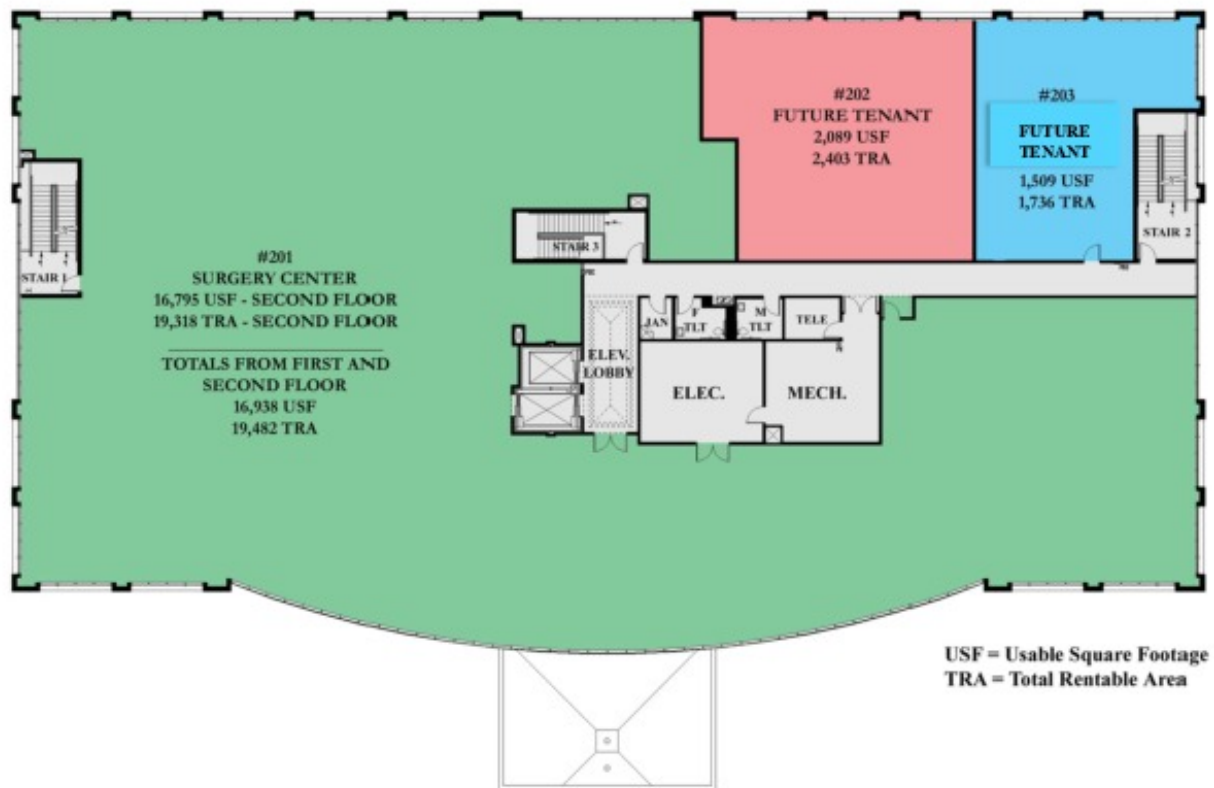 #202
FUTURE TENANT
2,089 USF
2,403 TRA
#203
FUTURE
TENANT
1,509 USF
1,736 TRA
STAIR 2
STAIR 3
STAIR 1
#201
SURGERY CENTER
16,795 USF - SECOND FLOOR
19,318 TRA - SECOND FLOOR
TOTALS FROM FIRST AND
SECOND FLOOR
16,938 USF
19,482 TRA
JAN
F
TLT
M
TLT
TELE
ELEV.
LOBBY
ELEC.
MECH.
USF = Usable Square Footage
TRA = Total Rentable Area